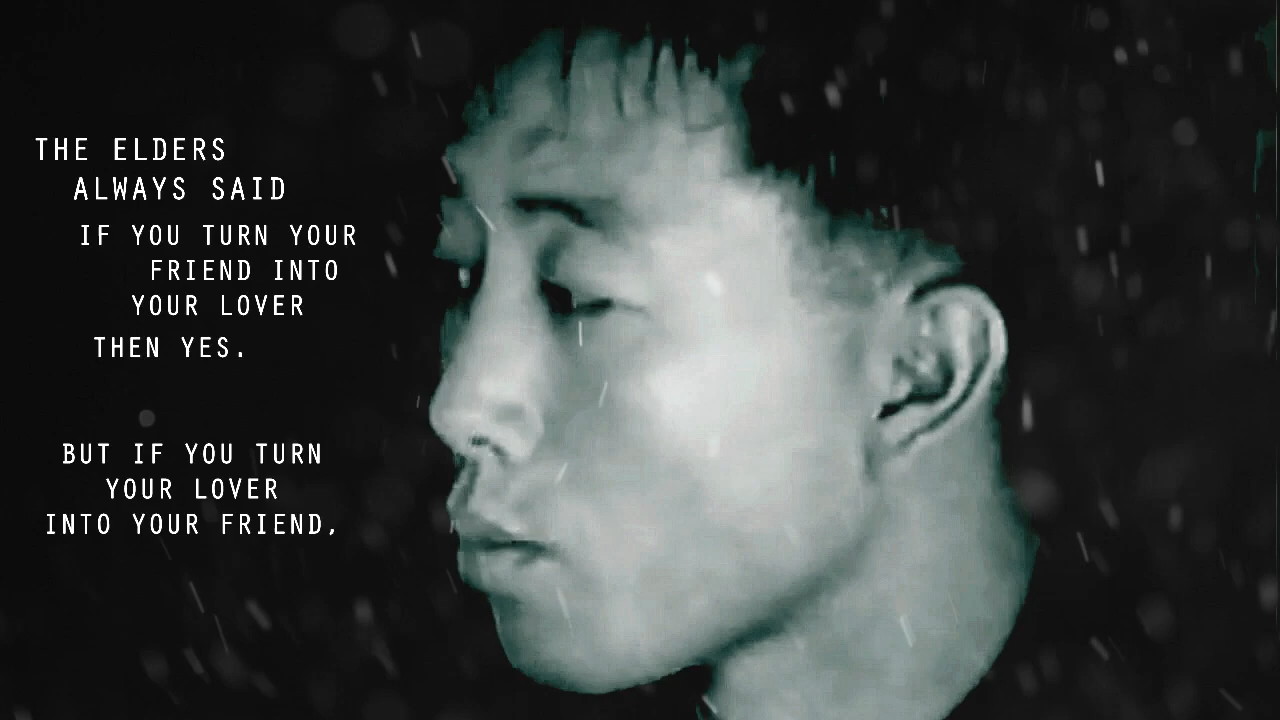 THE ELDERS
ALWAYS SAID
IF YOU TURN YOUR
FRIEND INTO
YOUR LOVER
THEN YES.
BUT IF YOU TURN
YOUR LOVER
INTO YOUR FRIEND,